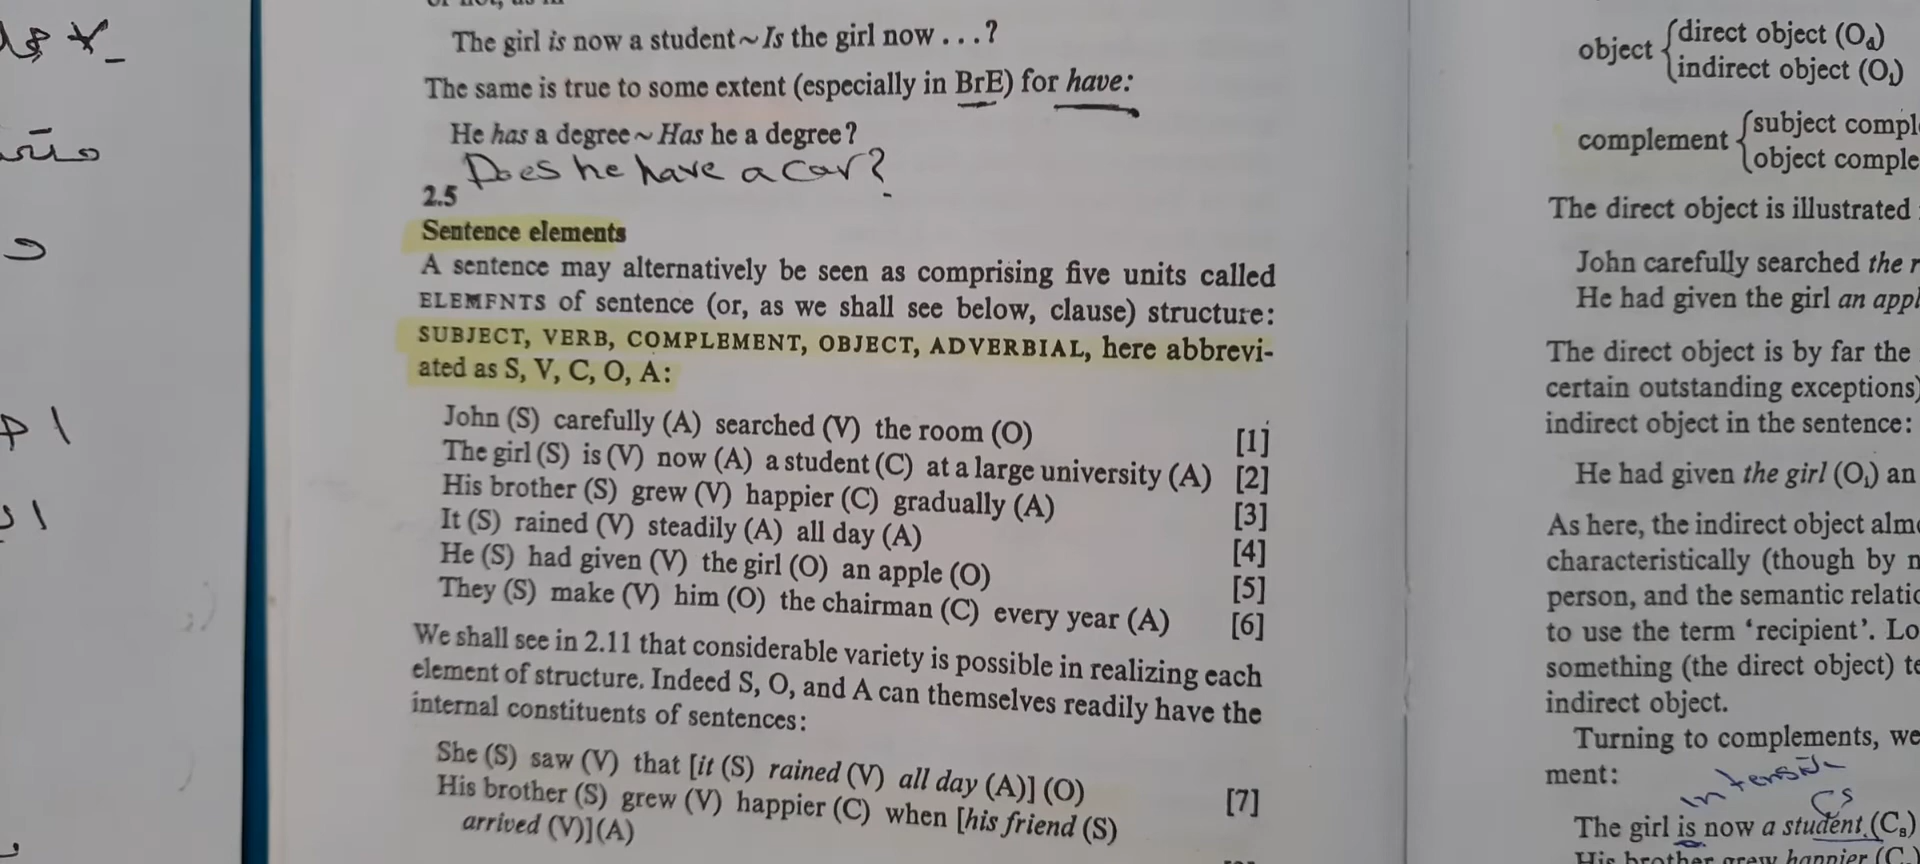 The girl is now a student ~ Is the girl now . . . ?
The same is true to some extent (especially in BrE) for have:
He has a degree ~ Has he a degree?
Does he have a car?
2.5
Sentence elements
A sentence may alternatively be seen as comprising five units called
ELEMENTS of sentence (or, as we shall see below, clause) structure:
SUBJECT, VERB, COMPLEMENT, OBJECT, ADVERBIAL, here abbrevi-
ated as S, V, C, O, A:
John (S) carefully (A) searched (V) the room (O) [1]
The girl (S) is (V) now (A) a student (C) at a large university (A) [2]
His brother (S) grew (V) happier (C) gradually (A) [3]
It (S) rained (V) steadily (A) all day (A) [4]
He (S) had given (V) the girl (O) an apple (O) [5]
They (S) make (V) him (O) the chairman (C) every year (A) [6]
We shall see in 2.11 that considerable variety is possible in realizing each
element of structure. Indeed S, O, and A can themselves readily have the
internal constituents of sentences:
She (S) saw (V) that [it (S) rained (V) all day (A)] (O) [7]
His brother (S) grew (V) happier (C) when [his friend (S)
arrived (V)] (A)
object direct object (Od)
indirect object (Oi)
complement subject
object
The direct object is illustrated
John carefully searched the
He had given the girl an
The direct object is by far the
certain outstanding exceptions)
indirect object in the sentence:
He had given the girl (Oi) an
As here, the indirect object
characteristically (though by
person, and the semantic
to use the term ‘recipient’.
something (the direct object)
indirect object.
Turning to complements, we
ment:
Cs
The girl is now a student (Cs)
His brother grew happier